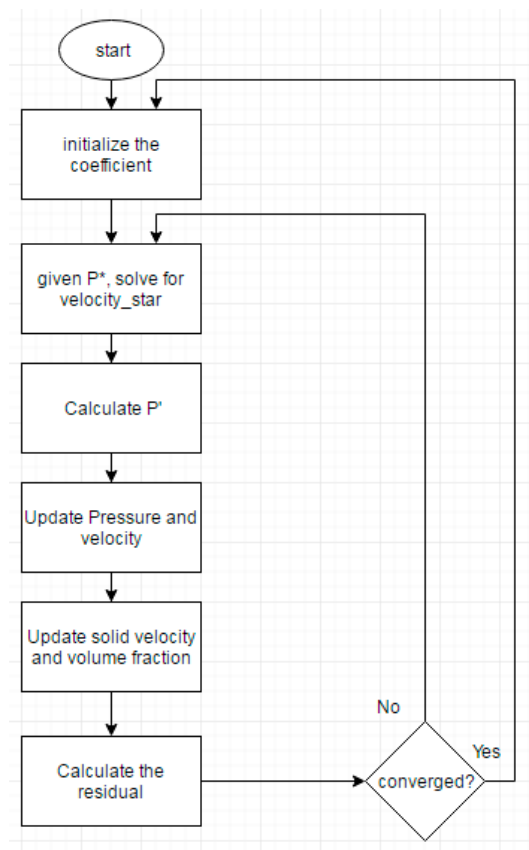 start
initialize the
coefficient
given P*, solve for
velocity_star
Calculate P'
Update Pressure and
velocity
Update solid velocity
and volume fraction
Calculate the
residual
No
converged?
Yes